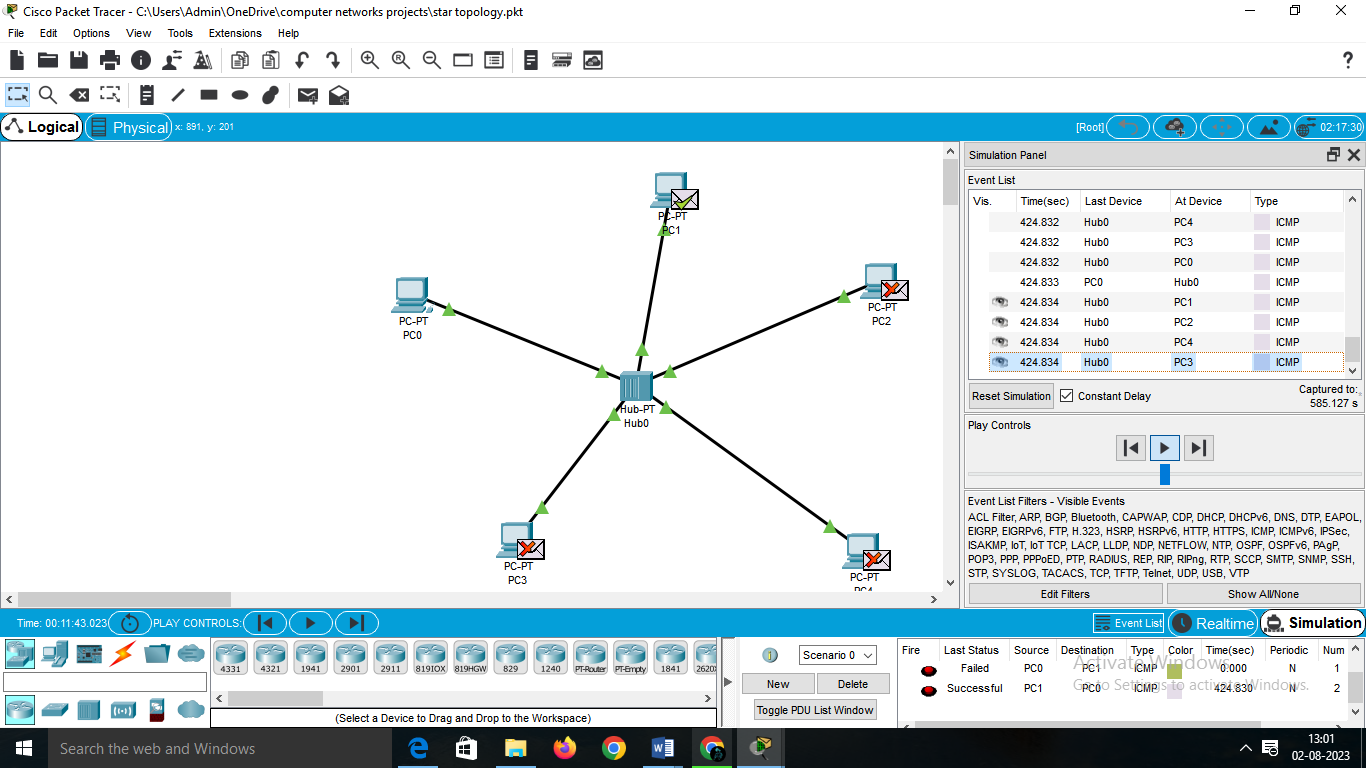 Cisco Packet Tracer - C:\Users\Admin\OneDrive\computer networks projects\star topology.pkt
File Edit Options View Tools Extensions Help
Logical Physical x: 891, y: 201 [Root] 02:17:30
PC-PT
PC1
PC-PT
PC2
PC-PT
PC0
Hub-PT
Hub0
PC-PT
PC3
PC-PT
PC4
Simulation Panel
Event List
Vis. Time(sec) Last Device At Device Type
424.832 Hub0 PC4 ICMP
424.832 Hub0 PC3 ICMP
424.832 Hub0 PC0 ICMP
424.833 PC0 Hub0 ICMP
424.834 Hub0 PC1 ICMP
424.834 Hub0 PC2 ICMP
424.834 Hub0 PC4 ICMP
424.834 Hub0 PC3 ICMP
Reset Simulation Constant Delay Captured to:
585.127 s
Play Controls
Event List Filters - Visible Events
ACL Filter, ARP, BGP, Bluetooth, CAPWAP, CDP, DHCP, DHCPv6, DNS, DTP, EAPOL,
EIGRP, EIGRPv6, FTP, H.323, HSRP, HSRPv6, HTTP, HTTPS, ICMP, ICMPv6, IPSec,
ISAKMP, IoT, IoT TCP, LACP, LLDP, NDP, NETFLOW, NTP, OSPF, OSPFv6, PAgP,
POP3, PPP, PPPoED, PTP, RADIUS, REP, RIP, RIPng, RTP, SCCP, SMTP, SNMP, SSH,
STP, SYSLOG, TACACS, TCP, TFTP, Telnet, UDP, USB, VTP
Edit Filters Show All/None
Time: 00:11:43.023 PLAY CONTROLS: Event List Realtime Simulation
4331 4321 1941 2901 2911 819IOX 819HGW 829 1240 PT-Router PT-Empty 1841 2620X
(Select a Device to Drag and Drop to the Workspace)
Scenario 0
New Delete
Toggle PDU List Window
Fire Last Status Source Destination Type Color Time(sec) Periodic Num
Failed PC0 PC1 ICMP 0.000 N 1
Successful PC1 PC0 ICMP 424.830 N 2
Activate Windows
Go to Settings to activate Windows.
Search the web and Windows
13:01
02-08-2023